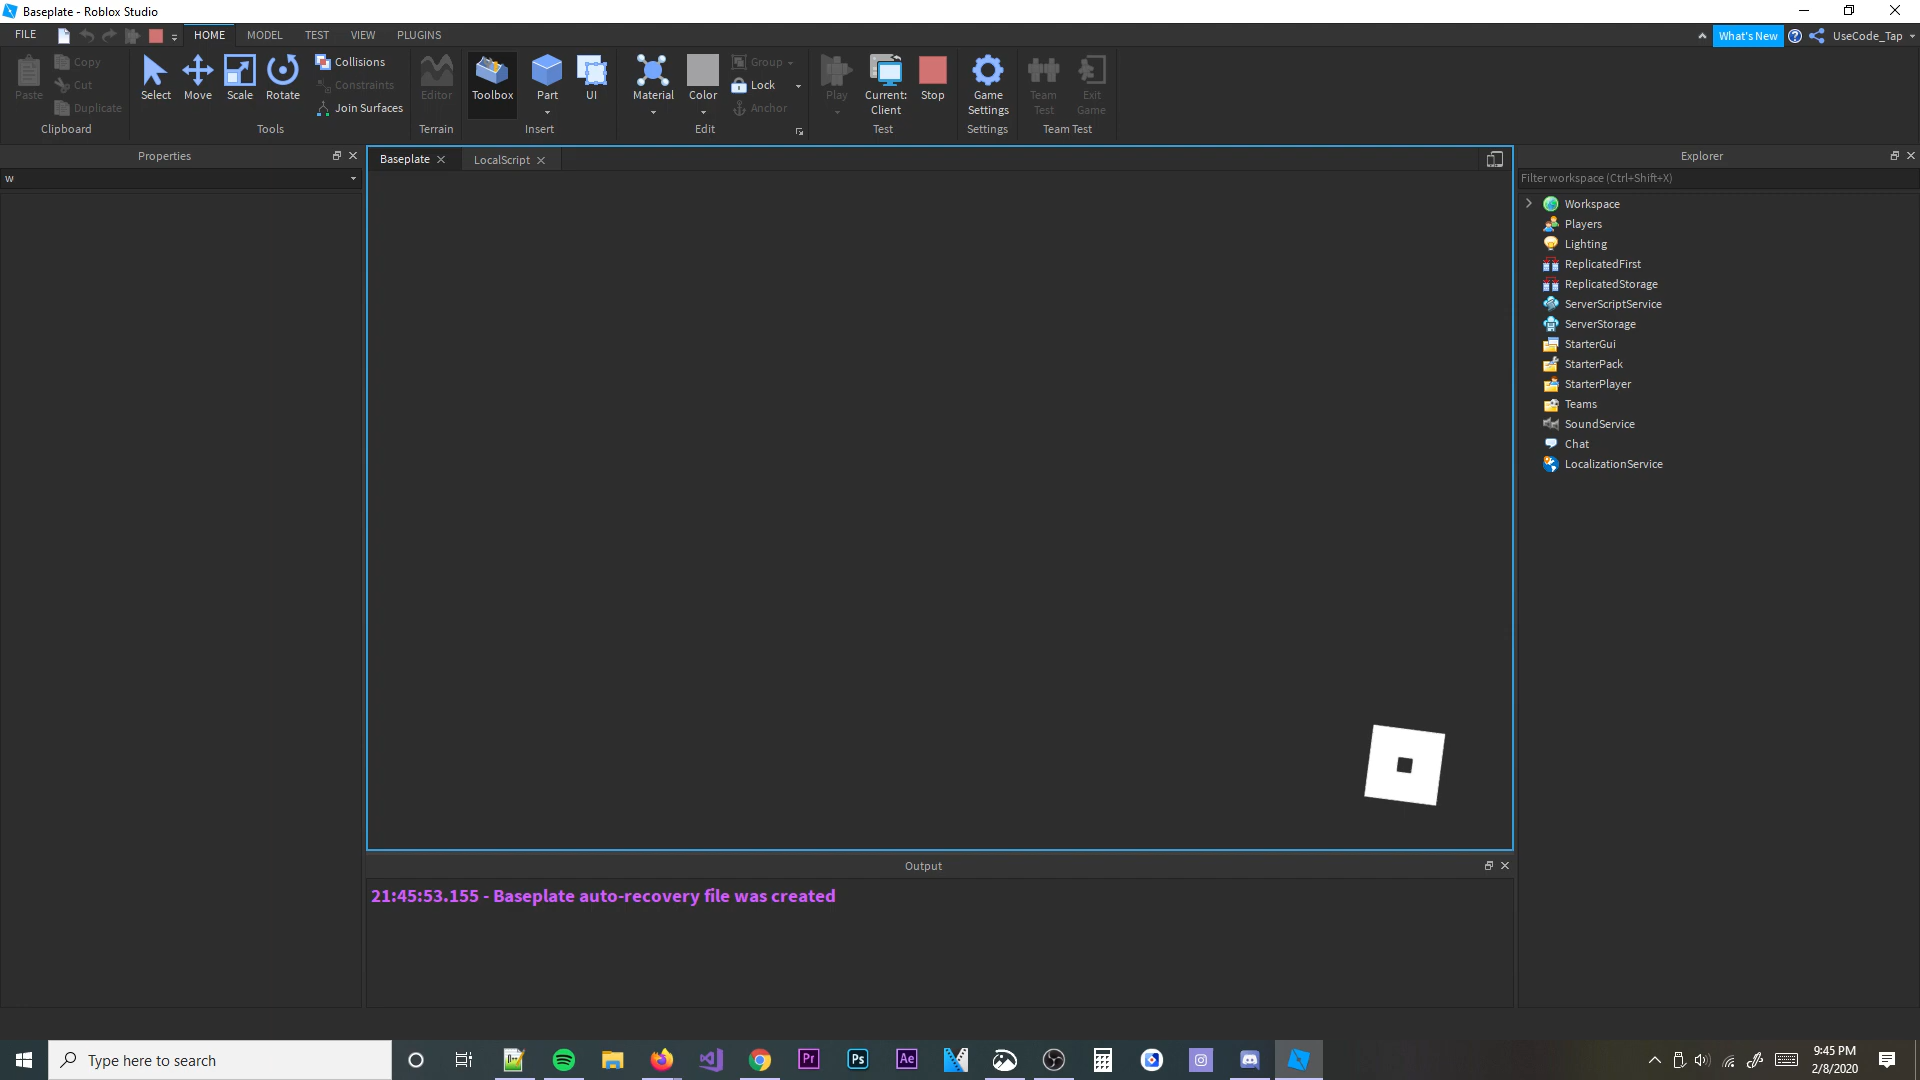 Baseplate - Roblox Studio
FILE
HOME
MODEL
TEST
VIEW
PLUGINS
What's New
UseCode_Tap
Paste
Copy
Cut
Duplicate
Clipboard
Select
Move
Scale
Rotate
Collisions
Constraints
Join Surfaces
Tools
Editor
Terrain
Toolbox
Part
UI
Insert
Material
Color
Group
Lock
Anchor
Edit
Play
Current:
Client
Stop
Test
Game
Settings
Settings
Team
Test
Exit
Game
Team Test
Properties
w
Baseplate
LocalScript
Explorer
Filter workspace (Ctrl+Shift+X)
Workspace
Players
Lighting
ReplicatedFirst
ReplicatedStorage
ServerScriptService
ServerStorage
StarterGui
StarterPack
StarterPlayer
Teams
SoundService
Chat
LocalizationService
Output
21:45:53.155 - Baseplate auto-recovery file was created
Type here to search
Pr
Ps
Ae
9:45 PM
2/8/2020